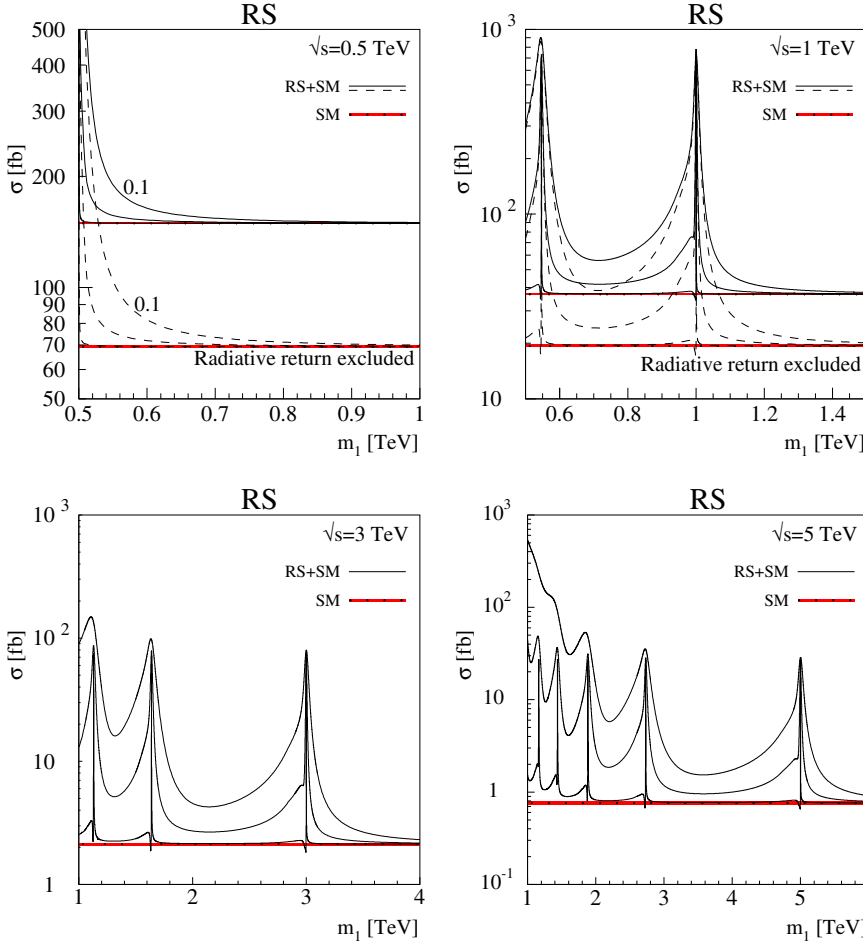 RS
√s=0.5 TeV
RS+SM
SM
σ [fb]
500
400
300
200
100
90
80
70
60
50
0.1
0.1
Radiative return excluded
0.5 0.6 0.7 0.8 0.9 1
m1 [TeV]
RS
√s=1 TeV
RS+SM
SM
σ [fb]
10^3
10^2
10
Radiative return excluded
0.6 0.8 1 1.2 1.4
m1 [TeV]
RS
√s=3 TeV
RS+SM
SM
σ [fb]
10^3
10^2
10
1
1 2 3 4
m1 [TeV]
RS
√s=5 TeV
RS+SM
SM
σ [fb]
10^3
10^2
10
1
10^-1
1 2 3 4 5
m1 [TeV]